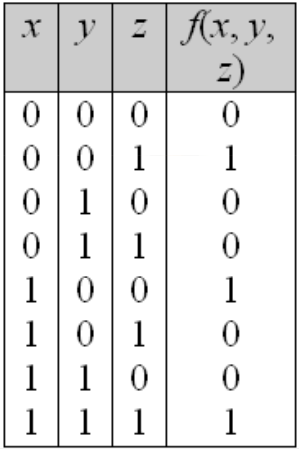 x y z f(x, y,
z)
0 0 0 0
0 0 1 1
0 1 0 0
0 1 1 0
1 0 0 1
1 0 1 0
1 1 0 0
1 1 1 1